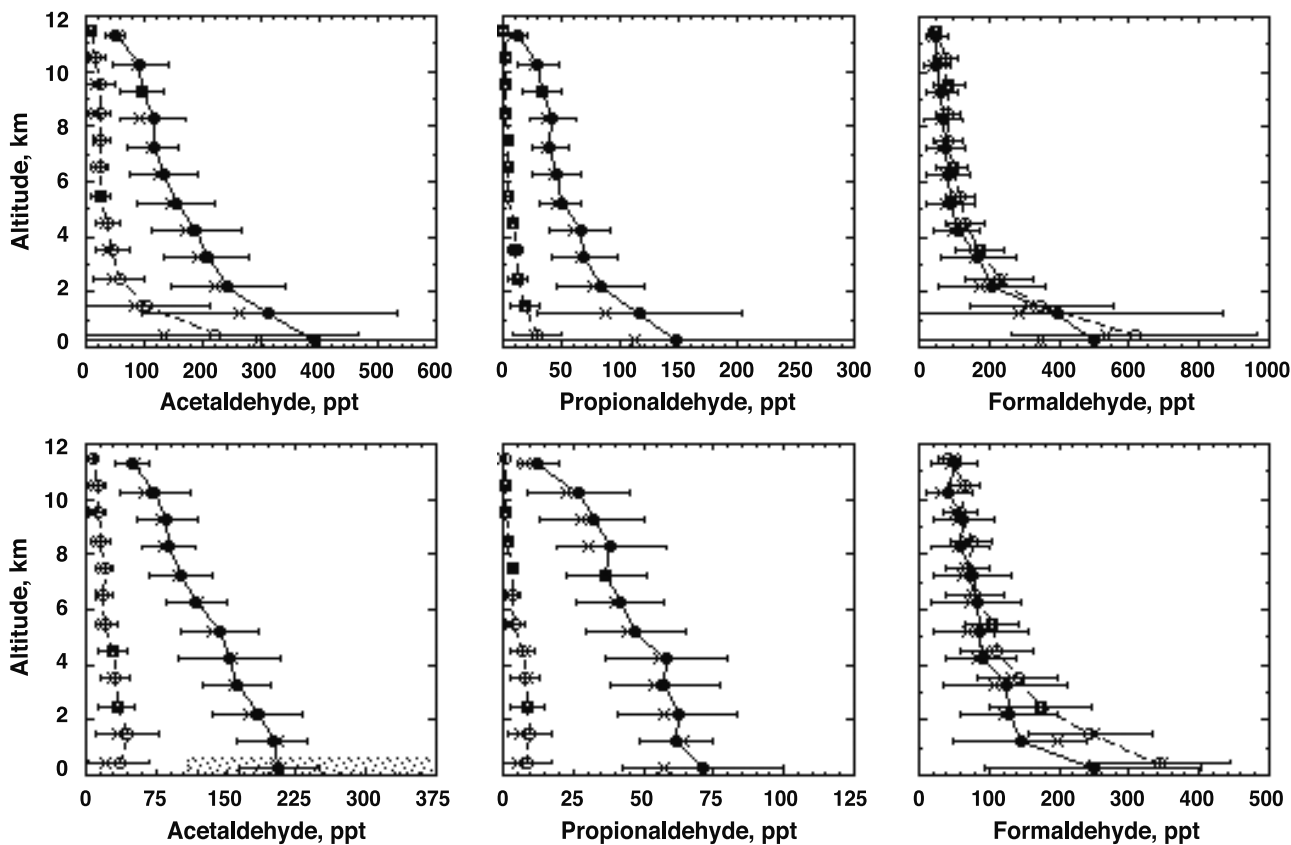 12
10
8
6
4
2
0
Altitude, km
0 100 200 300 400 500 600
Acetaldehyde, ppt
0 50 100 150 200 250 300
Propionaldehyde, ppt
0 200 400 600 800 1000
Formaldehyde, ppt
12
10
8
6
4
2
0
Altitude, km
0 75 150 225 300 375
Acetaldehyde, ppt
0 25 50 75 100 125
Propionaldehyde, ppt
0 100 200 300 400 500
Formaldehyde, ppt